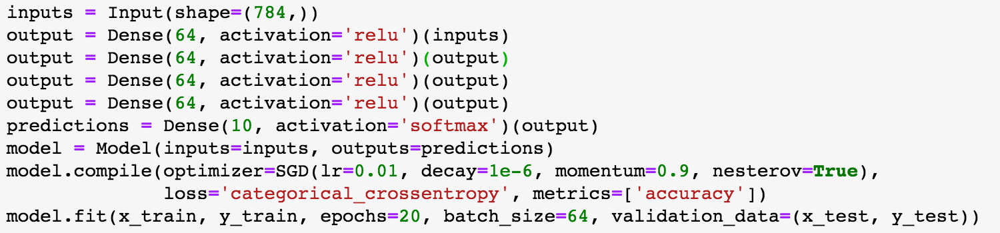 inputs = Input(shape=(784,))
output = Dense(64, activation='relu')(inputs)
output = Dense(64, activation='relu')(output)
output = Dense(64, activation='relu')(output)
output = Dense(64, activation='relu')(output)
predictions = Dense(10, activation='softmax')(output)
model = Model(inputs=inputs, outputs=predictions)
model.compile(optimizer=SGD(lr=0.01, decay=1e-6, momentum=0.9, nesterov=True),
              loss='categorical_crossentropy', metrics=['accuracy'])
model.fit(x_train, y_train, epochs=20, batch_size=64, validation_data=(x_test, y_test))